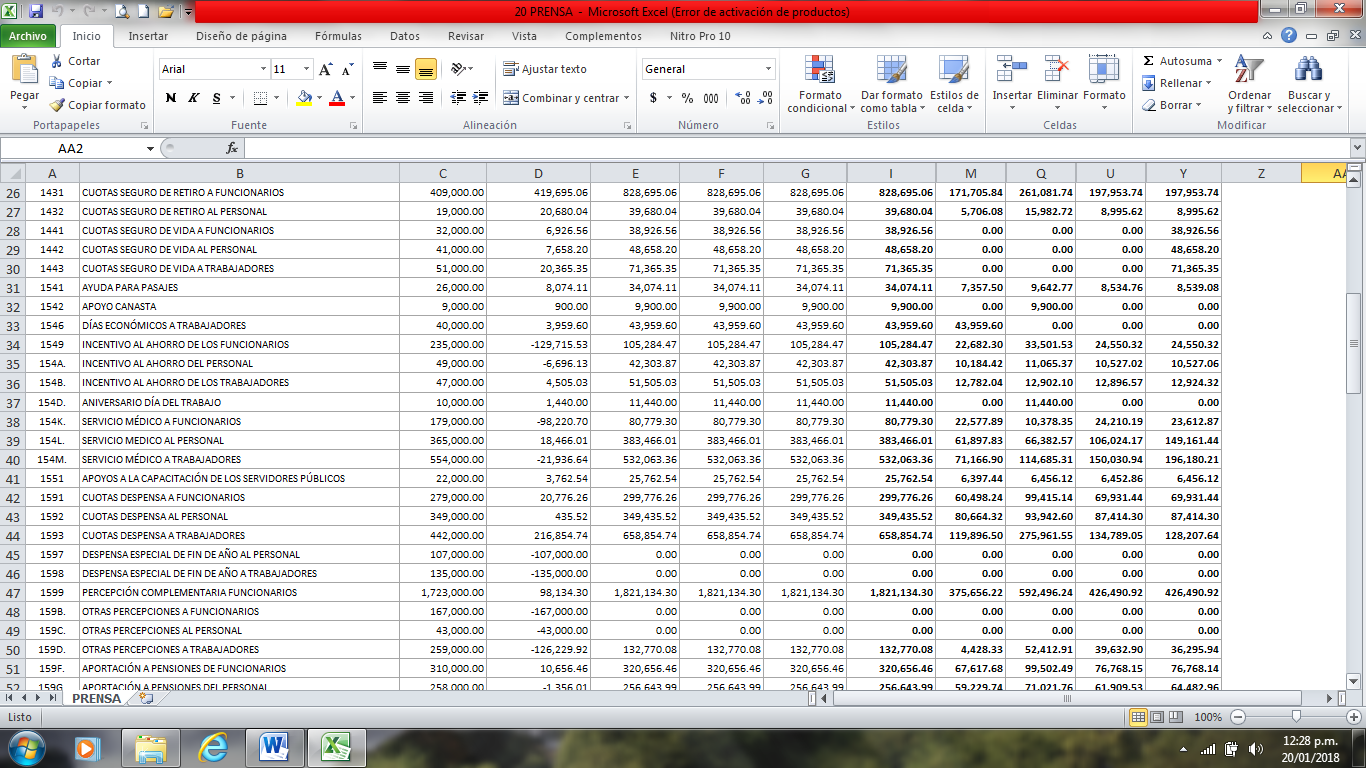 20 PRENSA - Microsoft Excel (Error de activación de productos)
Archivo Inicio Insertar Diseño de página Fórmulas Datos Revisar Vista Complementos Nitro Pro 10
Pegar Cortar Copiar Copiar formato Portapapeles
Arial 11 N K S Fuente
Ajustar texto Combinar y centrar Alineación
General $ % 000 Número
Formato condicional Dar formato como tabla Estilos de celda Estilos
Insertar Eliminar Formato Celdas
Σ Autosuma Rellenar Borrar Ordenar y filtrar Buscar y seleccionar Modificar
AA2 fx
A B C D E F G I M Q U Y Z AA
26 1431 CUOTAS SEGURO DE RETIRO A FUNCIONARIOS 409,000.00 419,695.06 828,695.06 828,695.06 828,695.06 828,695.06 171,705.84 261,081.74 197,953.74 197,953.74
27 1432 CUOTAS SEGURO DE RETIRO AL PERSONAL 19,000.00 20,680.04 39,680.04 39,680.04 39,680.04 39,680.04 5,706.08 15,982.72 8,995.62 8,995.62
28 1441 CUOTAS SEGURO DE VIDA A FUNCIONARIOS 32,000.00 6,926.56 38,926.56 38,926.56 38,926.56 38,926.56 0.00 0.00 0.00 38,926.56
29 1442 CUOTAS SEGURO DE VIDA AL PERSONAL 41,000.00 7,658.20 48,658.20 48,658.20 48,658.20 48,658.20 0.00 0.00 0.00 48,658.20
30 1443 CUOTAS SEGURO DE VIDA A TRABAJADORES 51,000.00 20,365.35 71,365.35 71,365.35 71,365.35 71,365.35 0.00 0.00 0.00 71,365.35
31 1541 AYUDA PARA PASAJES 26,000.00 8,074.11 34,074.11 34,074.11 34,074.11 34,074.11 7,357.50 9,642.77 8,534.76 8,539.08
32 1542 APOYO CANASTA 9,000.00 900.00 9,900.00 9,900.00 9,900.00 9,900.00 0.00 9,900.00 0.00 0.00
33 1546 DÍAS ECONÓMICOS A TRABAJADORES 40,000.00 3,959.60 43,959.60 43,959.60 43,959.60 43,959.60 43,959.60 0.00 0.00 0.00
34 1549 INCENTIVO AL AHORRO DE LOS FUNCIONARIOS 235,000.00 -129,715.53 105,284.47 105,284.47 105,284.47 105,284.47 22,682.30 33,501.53 24,550.32 24,550.32
35 154A. INCENTIVO AL AHORRO DEL PERSONAL 49,000.00 -6,696.13 42,303.87 42,303.87 42,303.87 42,303.87 10,184.42 11,065.37 10,527.02 10,527.06
36 154B. INCENTIVO AL AHORRO DE LOS TRABAJADORES 47,000.00 4,505.03 51,505.03 51,505.03 51,505.03 51,505.03 12,782.04 12,902.10 12,896.57 12,924.32
37 154D. ANIVERSARIO DÍA DEL TRABAJO 10,000.00 1,440.00 11,440.00 11,440.00 11,440.00 11,440.00 0.00 11,440.00 0.00 0.00
38 154K. SERVICIO MÉDICO A FUNCIONARIOS 179,000.00 -98,220.70 80,779.30 80,779.30 80,779.30 80,779.30 22,577.89 10,378.35 24,210.19 23,612.87
39 154L. SERVICIO MEDICO AL PERSONAL 365,000.00 18,466.01 383,466.01 383,466.01 383,466.01 383,466.01 61,897.83 66,382.57 106,024.17 149,161.44
40 154M. SERVICIO MÉDICO A TRABAJADORES 554,000.00 -21,936.64 532,063.36 532,063.36 532,063.36 532,063.36 71,166.90 114,685.31 150,030.94 196,180.21
41 1551 APOYOS A LA CAPACITACIÓN DE LOS SERVIDORES PÚBLICOS 22,000.00 3,762.54 25,762.54 25,762.54 25,762.54 25,762.54 6,397.44 6,456.12 6,452.86 6,456.12
42 1591 CUOTAS DESPENSA A FUNCIONARIOS 279,000.00 20,776.26 299,776.26 299,776.26 299,776.26 299,776.26 60,498.24 99,415.14 69,931.44 69,931.44
43 1592 CUOTAS DESPENSA AL PERSONAL 349,000.00 435.52 349,435.52 349,435.52 349,435.52 349,435.52 80,664.32 93,942.60 87,414.30 87,414.30
44 1593 CUOTAS DESPENSA A TRABAJADORES 442,000.00 216,854.74 658,854.74 658,854.74 658,854.74 658,854.74 119,896.50 275,961.55 134,789.05 128,207.64
45 1597 DESPENSA ESPECIAL DE FIN DE AÑO AL PERSONAL 107,000.00 -107,000.00 0.00 0.00 0.00 0.00 0.00 0.00 0.00 0.00
46 1598 DESPENSA ESPECIAL DE FIN DE AÑO A TRABAJADORES 135,000.00 -135,000.00 0.00 0.00 0.00 0.00 0.00 0.00 0.00 0.00
47 1599 PERCEPCIÓN COMPLEMENTARIA FUNCIONARIOS 1,723,000.00 98,134.30 1,821,134.30 1,821,134.30 1,821,134.30 1,821,134.30 375,656.22 592,496.24 426,490.92 426,490.92
48 159B. OTRAS PERCEPCIONES A FUNCIONARIOS 167,000.00 -167,000.00 0.00 0.00 0.00 0.00 0.00 0.00 0.00 0.00
49 159C. OTRAS PERCEPCIONES AL PERSONAL 43,000.00 -43,000.00 0.00 0.00 0.00 0.00 0.00 0.00 0.00 0.00
50 159D. OTRAS PERCEPCIONES A TRABAJADORES 259,000.00 -126,229.92 132,770.08 132,770.08 132,770.08 132,770.08 4,428.33 52,412.91 39,632.90 36,295.94
51 159F. APORTACIÓN A PENSIONES DE FUNCIONARIOS 310,000.00 10,656.46 320,656.46 320,656.46 320,656.46 320,656.46 67,617.68 99,502.49 76,768.15 76,768.14
52 159G. APORTACIÓN A PENSIONES DEL PERSONAL 258,000.00 -1,356.01 256,643.99 256,643.99 256,643.99 256,643.99 59,229.74 71,021.76 61,909.53 64,482.96
PRENSA
Listo 100%
12:28 p.m.
20/01/2018